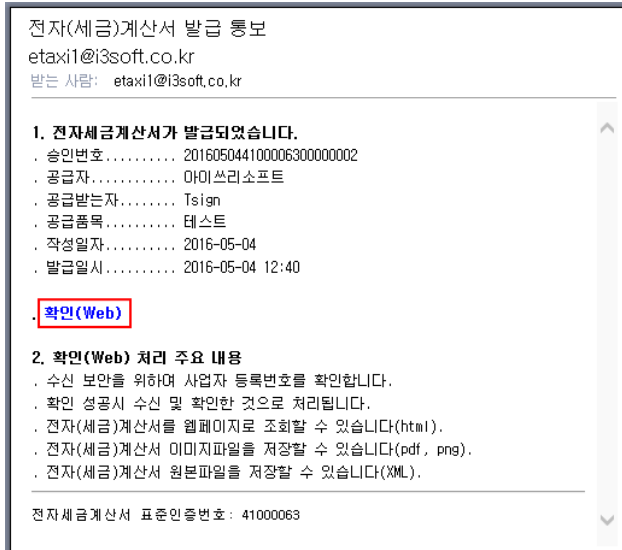 전자(세금)계산서 발급 통보
etaxi1@i3soft.co.kr
받는 사람: etaxi1@i3soft.co.kr
1. 전자세금계산서가 발급되었습니다.
. 승인번호.......... 201605044100006300000002
. 공급자............ 아이쓰리소프트
. 공급받는자........ Tsign
. 공급품목.......... 테스트
. 작성일자.......... 2016-05-04
. 발급일시.......... 2016-05-04 12:40
. 확인(Web)
2. 확인(Web) 처리 주요 내용
. 수신 보안을 위하여 사업자 등록번호를 확인합니다.
. 확인 성공시 수신 및 확인한 것으로 처리됩니다.
. 전자(세금)계산서를 웹페이지로 조회할 수 있습니다(html).
. 전자(세금)계산서 이미지파일을 저장할 수 있습니다(pdf, png).
. 전자(세금)계산서 원본파일을 저장할 수 있습니다(XML).
전자세금계산서 표준인증번호: 41000063